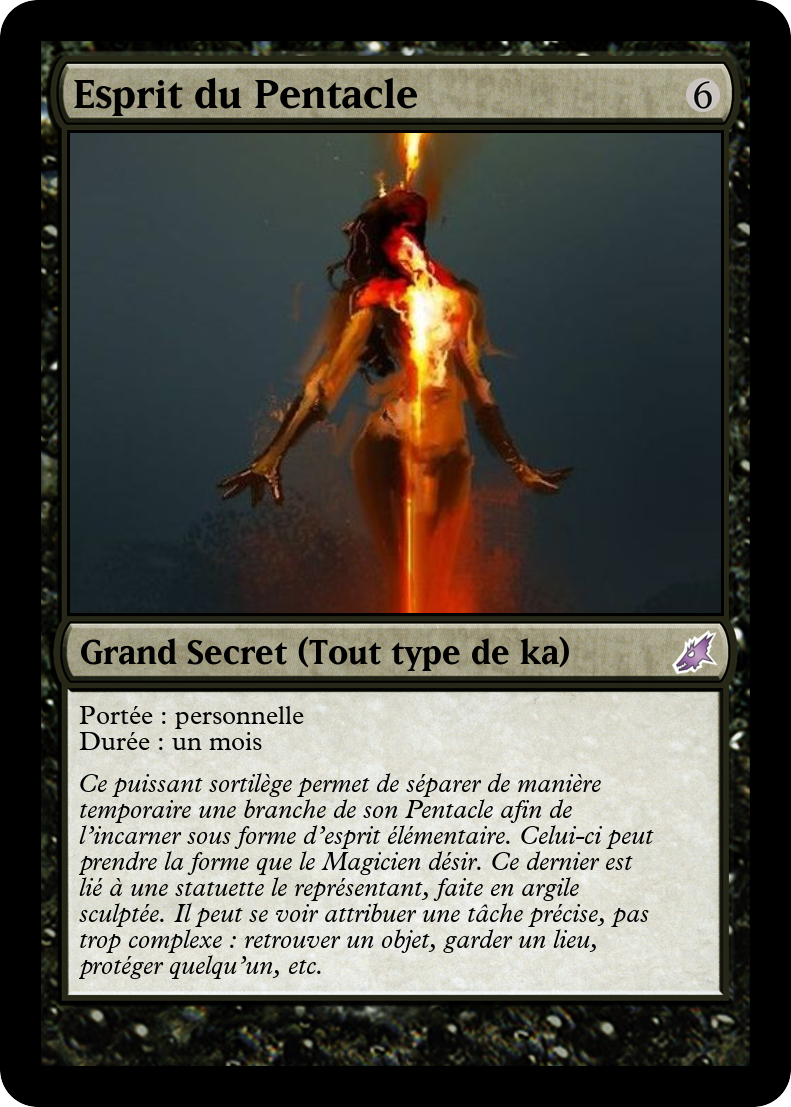 Esprit du Pentacle
6
Grand Secret (Tout type de ka)
Portée : personnelle
Durée : un mois
Ce puissant sortilège permet de séparer de manière
temporaire une branche de son Pentacle afin de
l'incarner sous forme d'esprit élémentaire. Celui-ci peut
prendre la forme que le Magicien désir. Ce dernier est
lié à une statuette le représentant, faite en argile
sculptée. Il peut se voir attribuer une tâche précise, pas
trop complexe : retrouver un objet, garder un lieu,
protéger quelqu'un, etc.